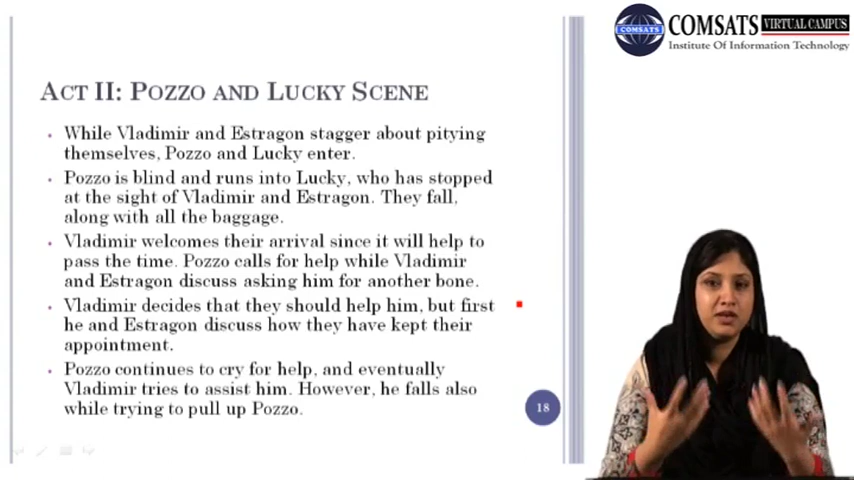 COMSATS VIRTUAL CAMPUS
Institute Of Information Technology
COMSATS
ACT II: POZZO AND LUCKY SCENE
While Vladimir and Estragon stagger about pitying
themselves, Pozzo and Lucky enter.
Pozzo is blind and runs into Lucky, who has stopped
at the sight of Vladimir and Estragon. They fall,
along with all the baggage.
Vladimir welcomes their arrival since it will help to
pass the time. Pozzo calls for help while Vladimir
and Estragon discuss asking him for another bone.
Vladimir decides that they should help him, but first
he and Estragon discuss how they have kept their
appointment.
Pozzo continues to cry for help, and eventually
Vladimir tries to assist him. However, he falls also
while trying to pull up Pozzo.
18